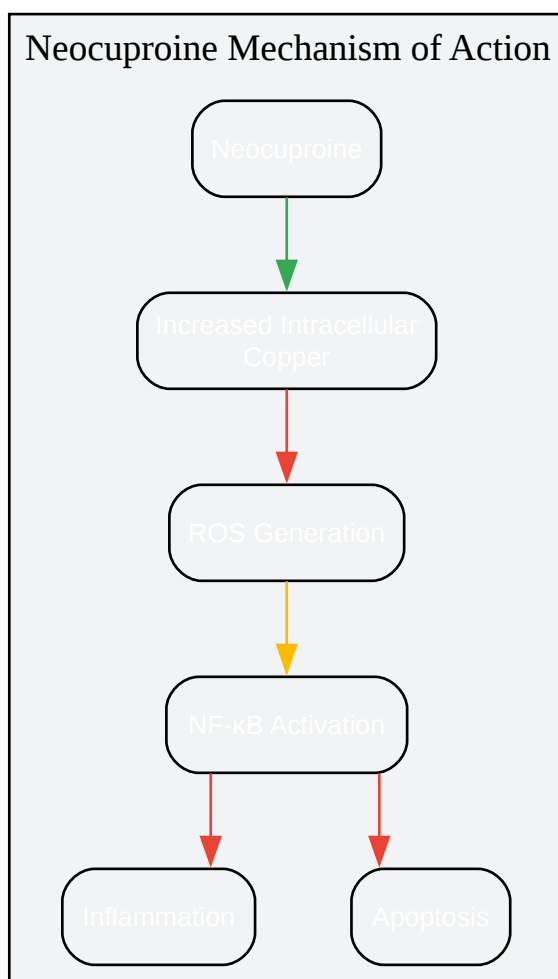 Neocuproine Mechanism of Action
Neocuproine
Increased Intracellular
Copper
ROS Generation
NF-κB Activation
Inflammation
Apoptosis